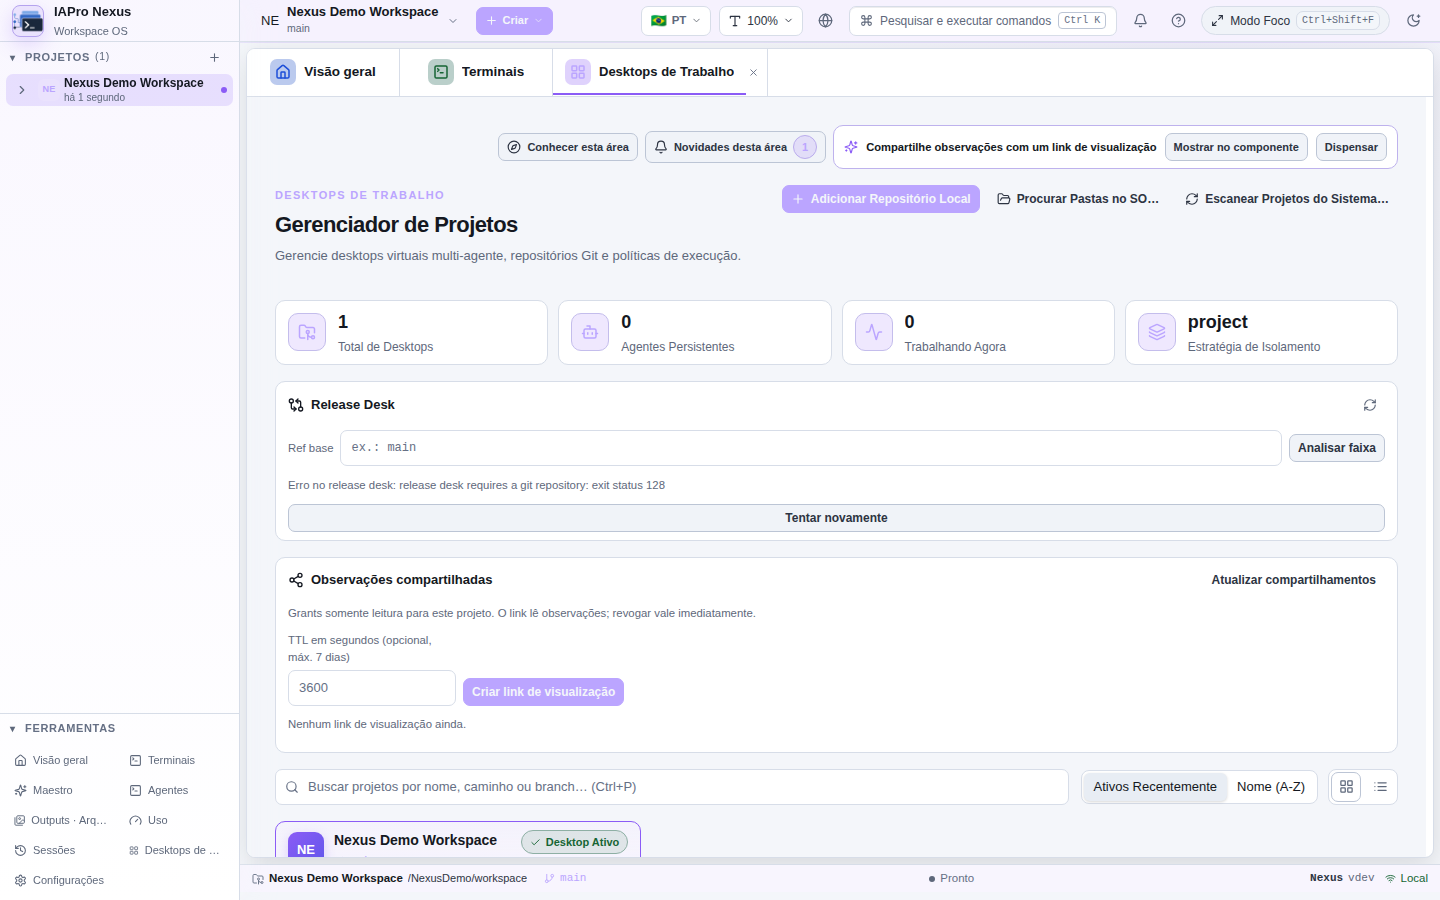 IAPro Nexus
Workspace OS
NE
Nexus Demo Workspace
main
Criar
PT
100%
Pesquisar e executar comandos
Ctrl K
Modo Foco
Ctrl+Shift+F
PROJETOS (1)
NE
Nexus Demo Workspace
há 1 segundo
Visão geral
Terminais
Desktops de Trabalho
Conhecer esta área
Novidades desta área
1
Compartilhe observações com um link de visualização
Mostrar no componente
Dispensar
DESKTOPS DE TRABALHO
Gerenciador de Projetos
Gerencie desktops virtuais multi-agente, repositórios Git e políticas de execução.
Adicionar Repositório Local
Procurar Pastas no SO…
Escanear Projetos do Sistema…
1
Total de Desktops
0
Agentes Persistentes
0
Trabalhando Agora
project
Estratégia de Isolamento
Release Desk
Ref base
ex.: main
Analisar faixa
Erro no release desk: release desk requires a git repository: exit status 128
Tentar novamente
Observações compartilhadas
Atualizar compartilhamentos
Grants somente leitura para este projeto. O link lê observações; revogar vale imediatamente.
TTL em segundos (opcional,
máx. 7 dias)
3600
Criar link de visualização
Nenhum link de visualização ainda.
Buscar projetos por nome, caminho ou branch… (Ctrl+P)
Ativos Recentemente
Nome (A-Z)
NE
Nexus Demo Workspace
Desktop Ativo
FERRAMENTAS
Visão geral
Terminais
Maestro
Agentes
Outputs · Arq…
Uso
Sessões
Desktops de …
Configurações
Nexus Demo Workspace /NexusDemo/workspace
main
Pronto
Nexus vdev
Local